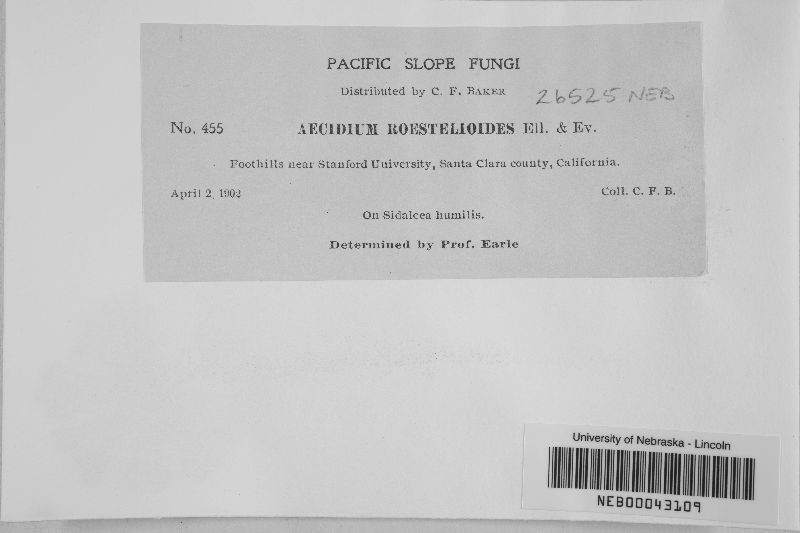 PACIFIC SLOPE FUNGI
Distributed by C. F. BAKER
26525 NEB
No. 455 AECIDIUM ROESTELIOIDES Ell. & Ev.
Foothills near Stanford University, Santa Clara county, California.
April 2, 1902 Coll. C. F. B.
On Sidalcea humilis.
Determined by Prof. Earle
University of Nebraska - Lincoln
NEB00043109